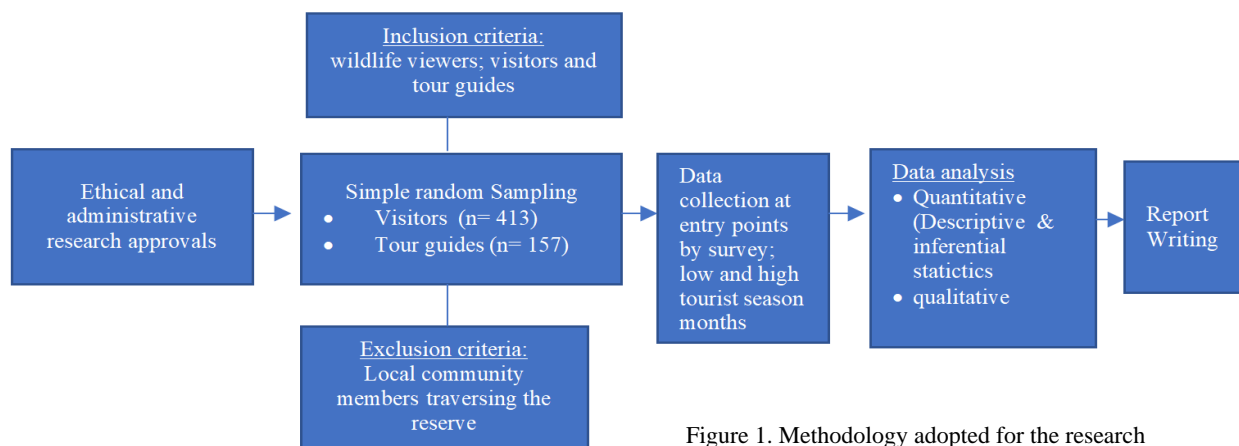 Inclusion criteria:
wildlife viewers; visitors and
tour guides
Ethical and
administrative
research approvals
Simple random Sampling
• Visitors (n= 413)
• Tour guides (n= 157)
Exclusion criteria:
Local community
members traversing the
reserve
Data
collection at
entry points
by survey;
low and high
tourist season
months
Data analysis
• Quantitative
(Descriptive &
inferential
statictics
• qualitative
Report
Writing
Figure 1. Methodology adopted for the research